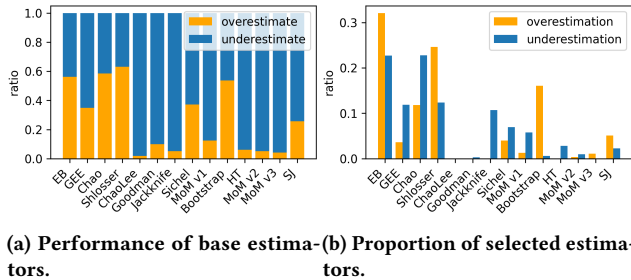 1.0
0.8
0.6
0.4
0.2
0.0
ratio
overestimate
underestimate
EB
GEE
Chao
Shlosser
ChaoLee
Goodman
Jackknife
Sichel
MoM v1
Bootstrap
HT
MoM v2
MoM v3
SJ
(a) Performance of base estima-
tors.
0.3
0.2
0.1
0.0
ratio
overestimation
underestimation
EB
GEE
Chao
Shlosser
ChaoLee
Goodman
Jackknife
Sichel
MoM v1
Bootstrap
HT
MoM v2
MoM v3
SJ
(b) Proportion of selected estima-
tors.